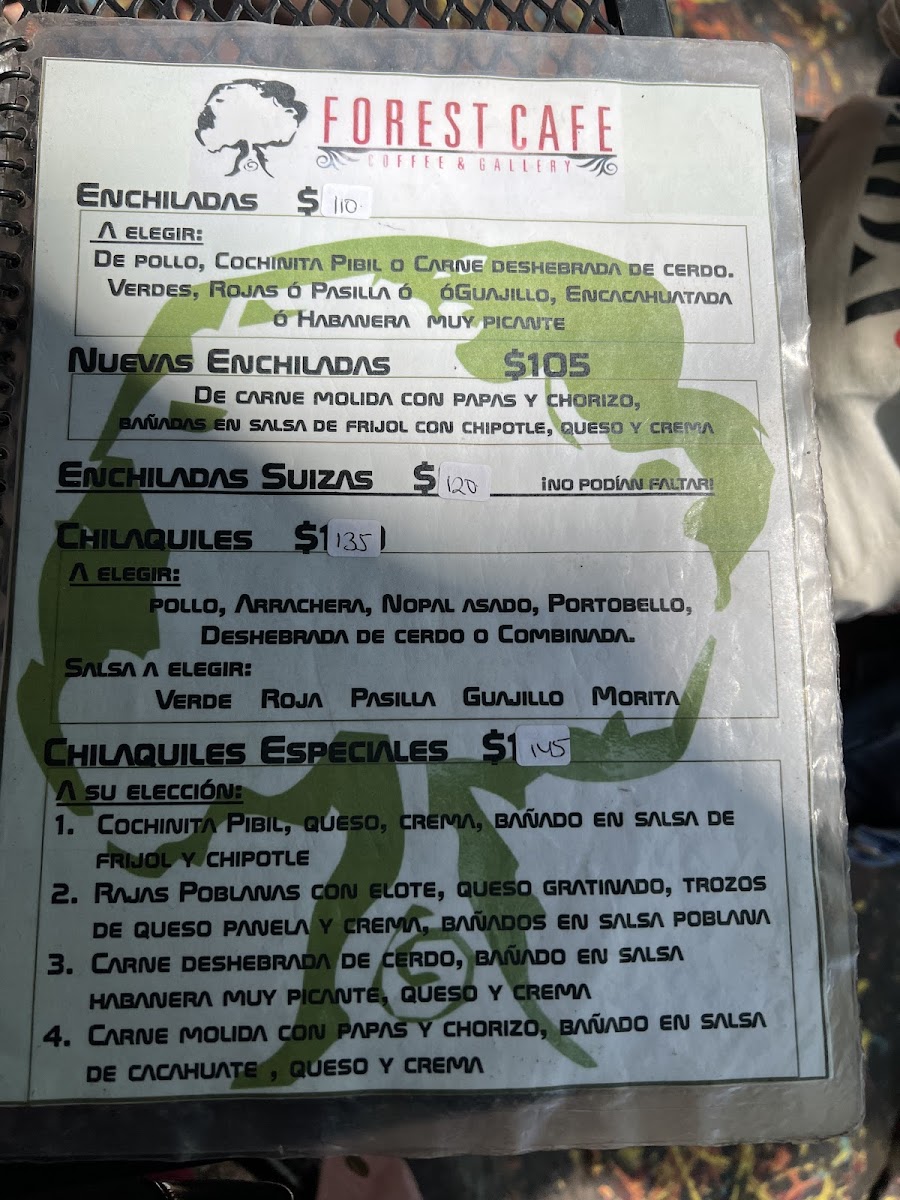 FOREST CAFE
COFFEE & GALLERY
ENCHILADAS $ 110.
A ELEGIR:
DE POLLO, COCHINITA PIBIL O CARNE DESHEBRADA DE CERDO.
VERDES, ROJAS Ó PASILLA Ó ÓGUAJILLO, ENCACAHUATADA
Ó HABANERA MUY PICANTE
NUEVAS ENCHILADAS $105
DE CARNE MOLIDA CON PAPAS Y CHORIZO,
BAÑADAS EN SALSA DE FRIJOL CON CHIPOTLE, QUESO Y CREMA
ENCHILADAS SUIZAS $ 120 ¡NO PODÍAN FALTAR!
CHILAQUILES $1 135
A ELEGIR:
POLLO, ARRACHERA, NOPAL ASADO, PORTOBELLO,
DESHEBRADA DE CERDO O COMBINADA.
SALSA A ELEGIR:
VERDE ROJA PASILLA GUAJILLO MORITA
CHILAQUILES ESPECIALES $1 145
A SU ELECCIÓN:
1. COCHINITA PIBIL, QUESO, CREMA, BAÑADO EN SALSA DE
FRIJOL Y CHIPOTLE
2. RAJAS POBLANAS CON ELOTE, QUESO GRATINADO, TROZOS
DE QUESO PANELA Y CREMA, BAÑADOS EN SALSA POBLANA
3. CARNE DESHEBRADA DE CERDO, BAÑADO EN SALSA
HABANERA MUY PICANTE, QUESO Y CREMA
4. CARNE MOLIDA CON PAPAS Y CHORIZO, BAÑADO EN SALSA
DE CACAHUATE , QUESO Y CREMA